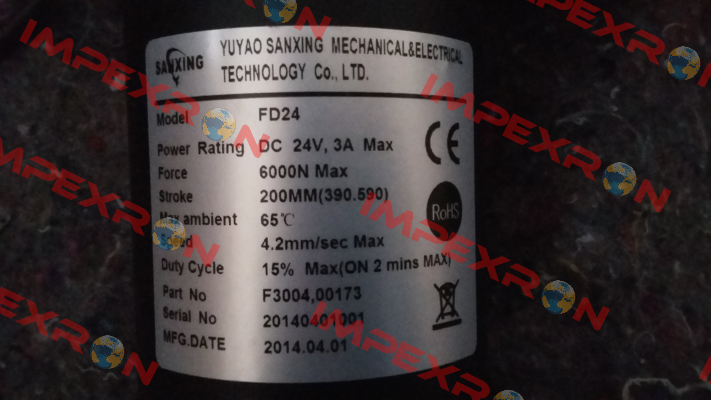 SANXING
YUYAO SANXING MECHANICAL&ELECTRICAL
TECHNOLOGY Co., LTD.
Model FD24
Power Rating DC 24V, 3A Max
Force 6000N Max
Stroke 200MM(390.590)
Max ambient 65℃
Speed 4.2mm/sec Max
Duty Cycle 15% Max(ON 2 mins MAX)
Part No F3004,00173
Serial No 20140401001
MFG.DATE 2014.04.01
CE
RoHS
IMPEXRON
IMPEXRON
IMPEXRON
IMPEXRON
IMPEXRON
IMPEXRON
IMPEXRON